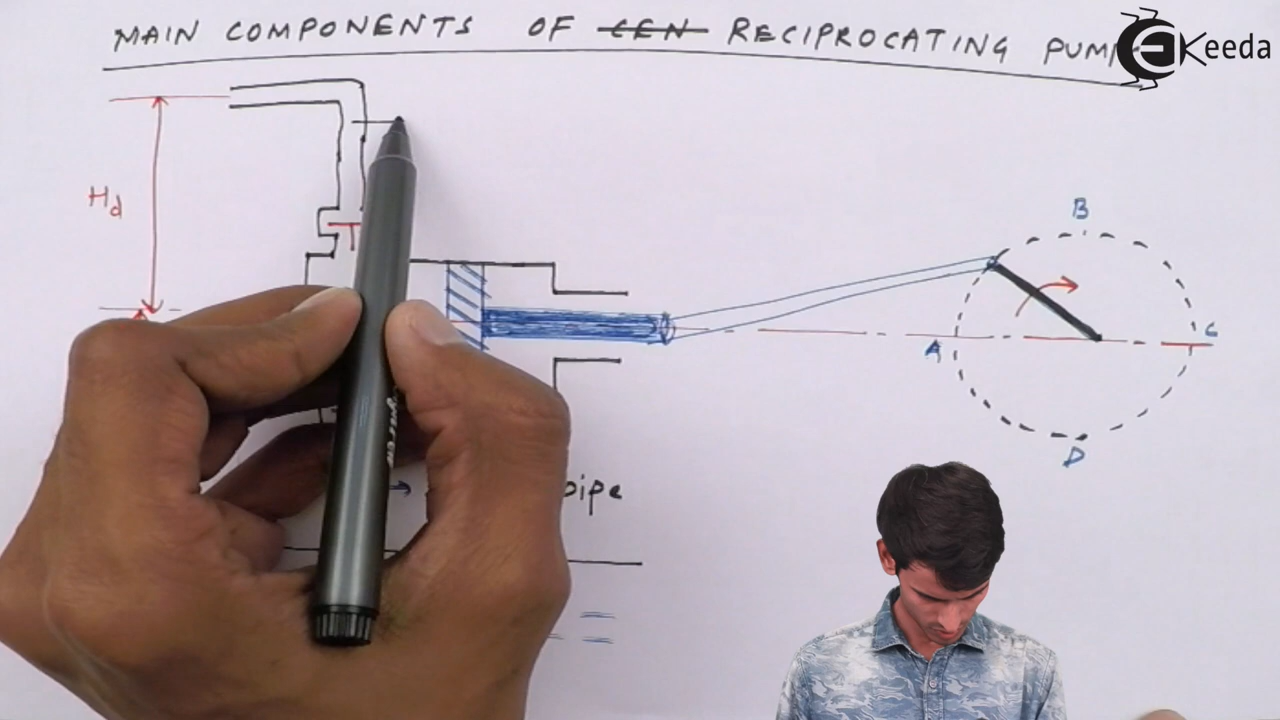 MAIN COMPONENTS OF CEN RECIPROCATING PUMP
Keeda
Hd
B
A
C
D
pipe